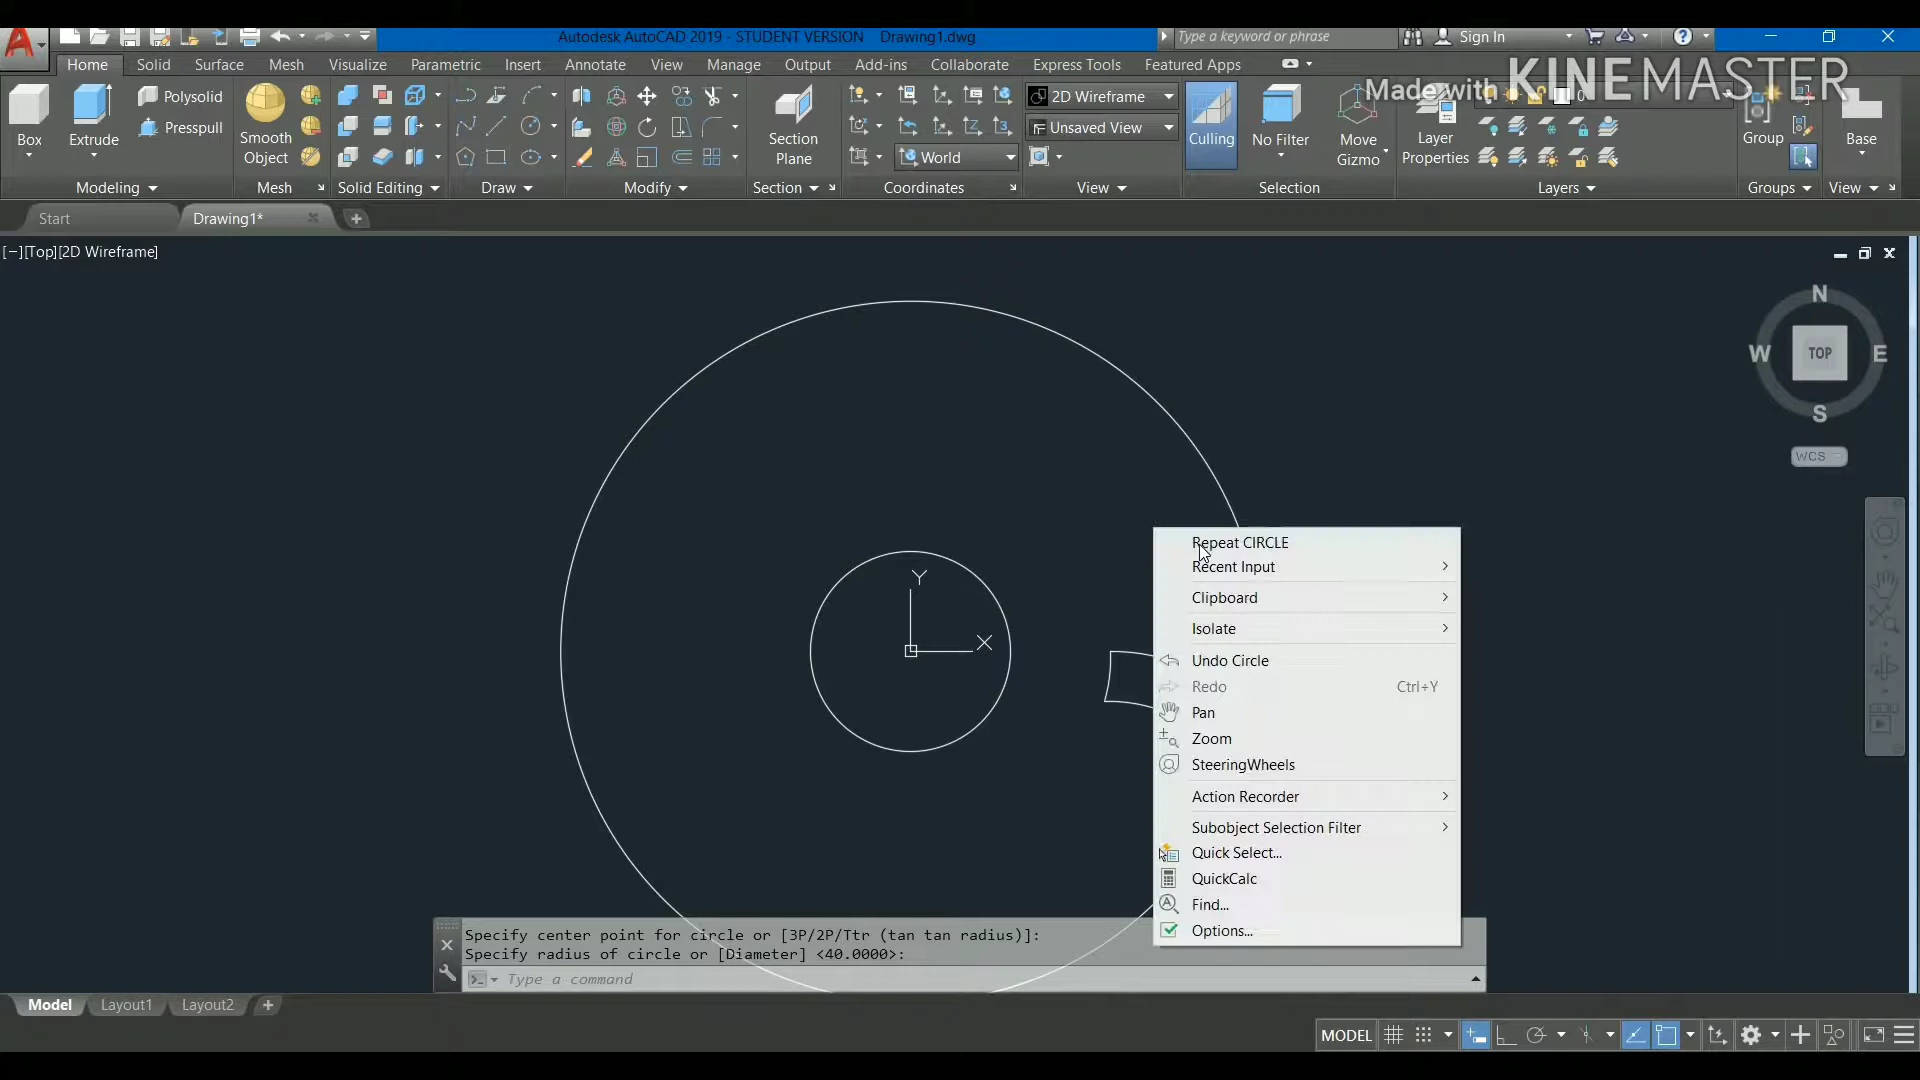 Autodesk AutoCAD 2019 - STUDENT VERSION Drawing1.dwg
Type a keyword or phrase
Sign In
Home Solid Surface Mesh Visualize Parametric Insert Annotate View Manage Output Add-ins Collaborate Express Tools Featured Apps
Made with KINEMASTER
Box
Extrude
Polysolid
Presspull
Smooth
Object
Section
Plane
World
2D Wireframe
Unsaved View
Culling
No Filter
Move
Gizmo
Layer
Properties
0
Group
Base
Modeling Mesh Solid Editing Draw Modify Section Coordinates View Selection Layers Groups View
Start Drawing1*
[−][Top][2D Wireframe]
N
W TOP E
S
WCS
Y
X
Repeat CIRCLE
Recent Input
Clipboard
Isolate
Undo Circle
Redo Ctrl+Y
Pan
Zoom
SteeringWheels
Action Recorder
Subobject Selection Filter
Quick Select...
QuickCalc
Find...
Options...
Specify center point for circle or [3P/2P/Ttr (tan tan radius)]:
Specify radius of circle or [Diameter] <40.0000>:
Type a command
Model Layout1 Layout2
MODEL